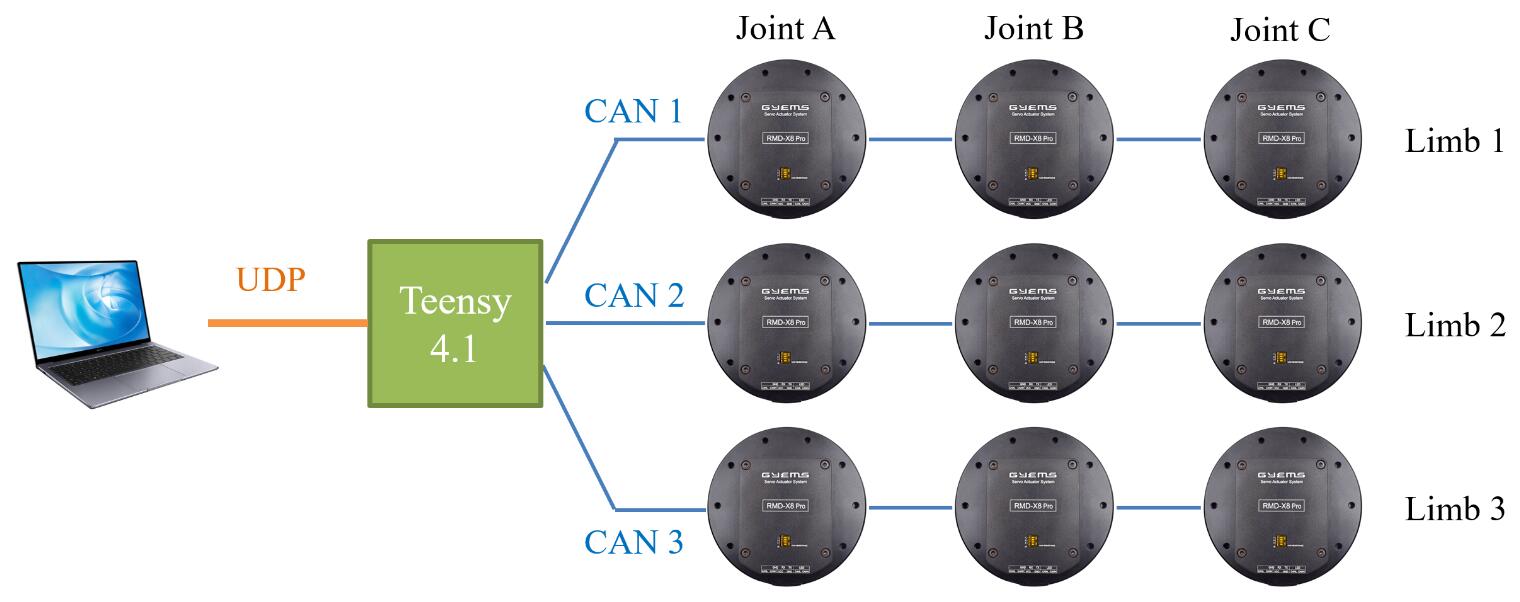 Joint A Joint B Joint C
CAN 1
GYEMS GYEMS GYEMS
Servo Actuator System Servo Actuator System Servo Actuator System
RMD-X8 Pro RMD-X8 Pro RMD-X8 Pro
Limb 1
UDP
Teensy
4.1
CAN 2
GYEMS GYEMS GYEMS
Servo Actuator System Servo Actuator System Servo Actuator System
RMD-X8 Pro RMD-X8 Pro RMD-X8 Pro
Limb 2
CAN 3
GYEMS GYEMS GYEMS
Servo Actuator System Servo Actuator System Servo Actuator System
RMD-X8 Pro RMD-X8 Pro RMD-X8 Pro
Limb 3